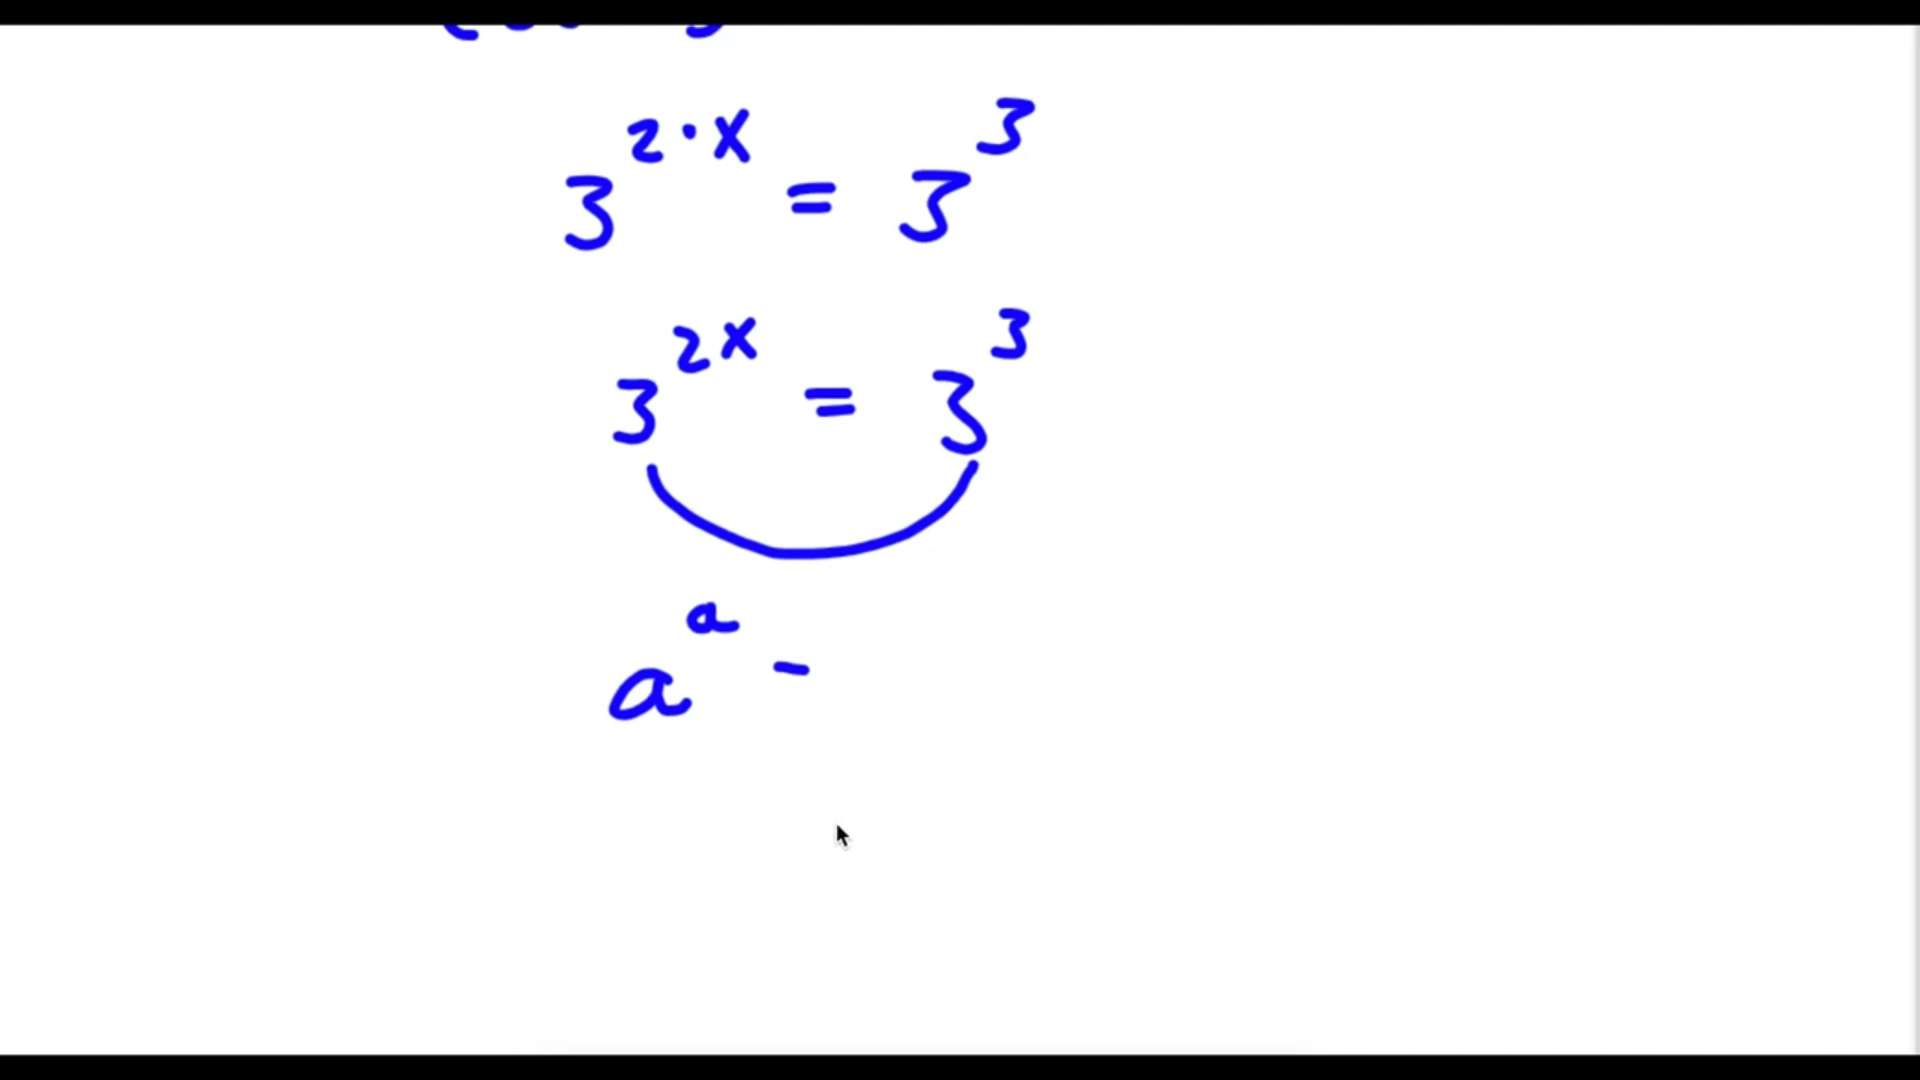 3^{2·x} = 3^3
3^{2x} = 3^3
a^a -